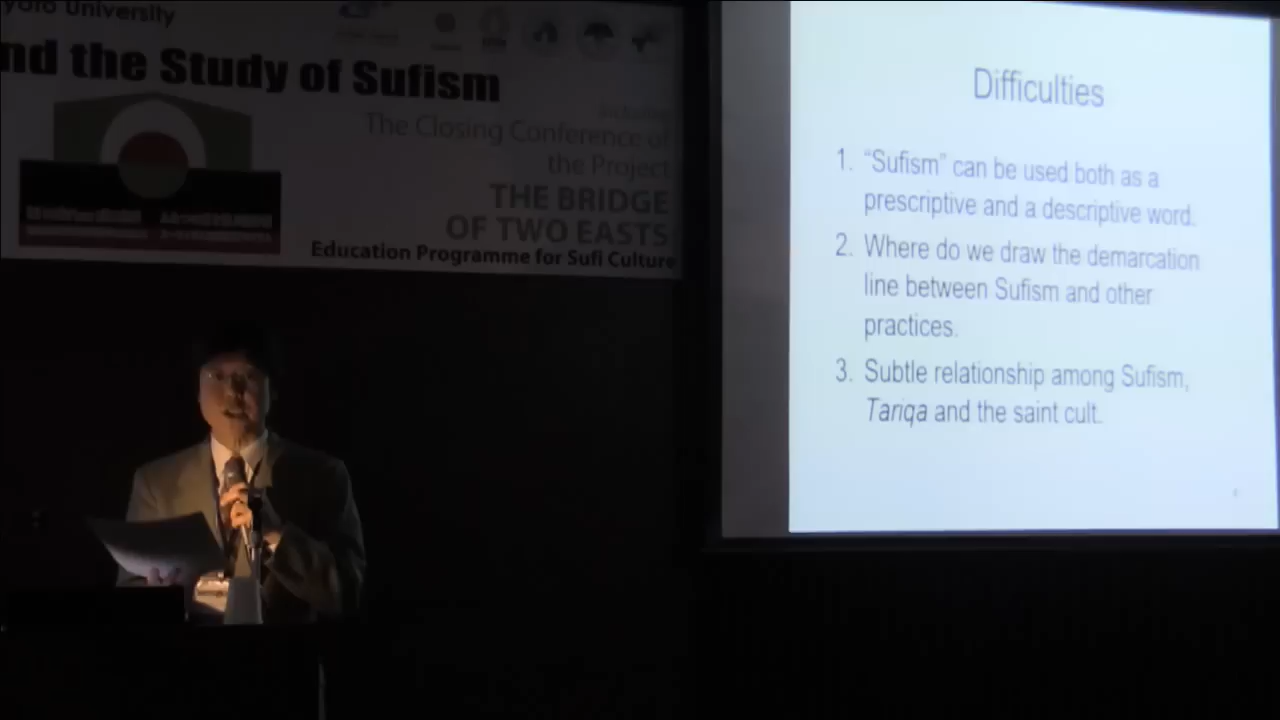 University
nd the Study of Sufism
The Closing Conference of
the Project
THE BRIDGE
OF TWO EASTS
Education Programme for Sufi Culture
Difficulties
1. “Sufism” can be used both as a
prescriptive and a descriptive word.
2. Where do we draw the demarcation
line between Sufism and other
practices.
3. Subtle relationship among Sufism,
Tariqa and the saint cult.